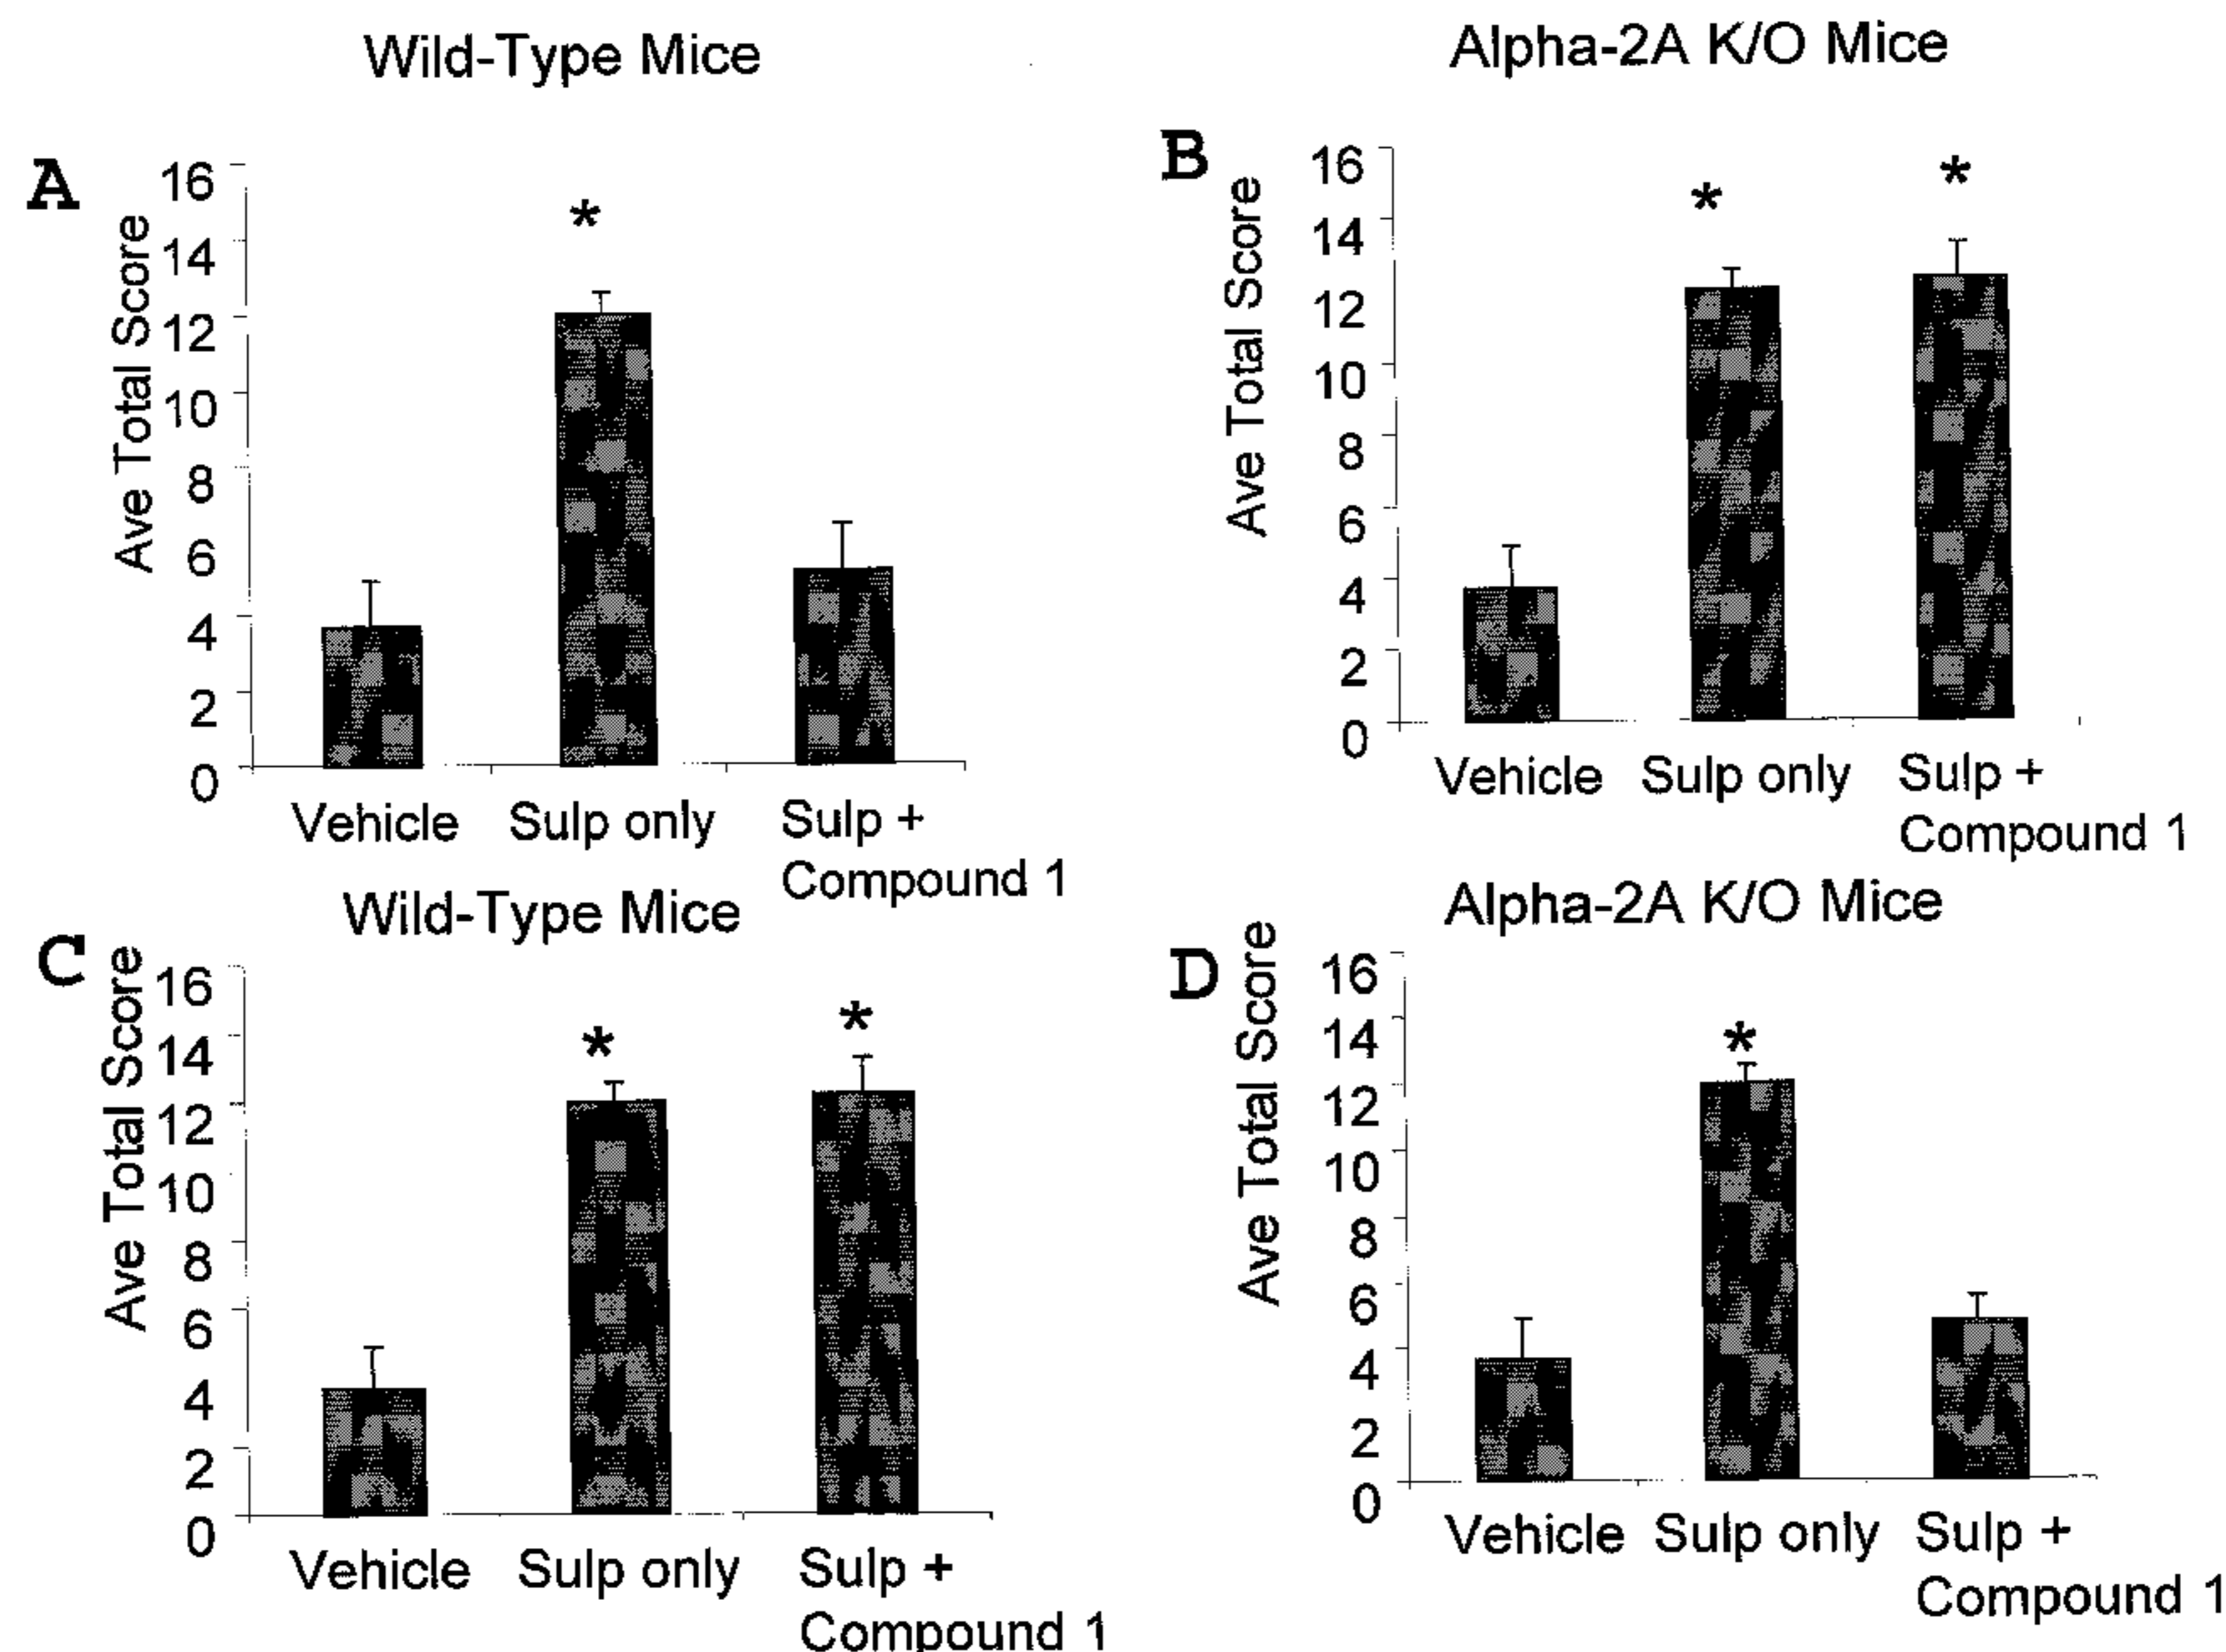 Wild-Type Mice
A
Ave Total Score
16
14
12
10
8
6
4
2
0
*
Vehicle
Sulp only
Sulp +
Compound 1
Alpha-2A K/O Mice
B
Ave Total Score
16
14
12
10
8
6
4
2
0
*
*
Vehicle
Sulp only
Sulp +
Compound 1
Wild-Type Mice
C
Ave Total Score
16
14
12
10
8
6
4
2
0
*
*
Vehicle
Sulp only
Sulp +
Compound 1
Alpha-2A K/O Mice
D
Ave Total Score
16
14
12
10
8
6
4
2
0
*
Vehicle
Sulp only
Sulp +
Compound 1